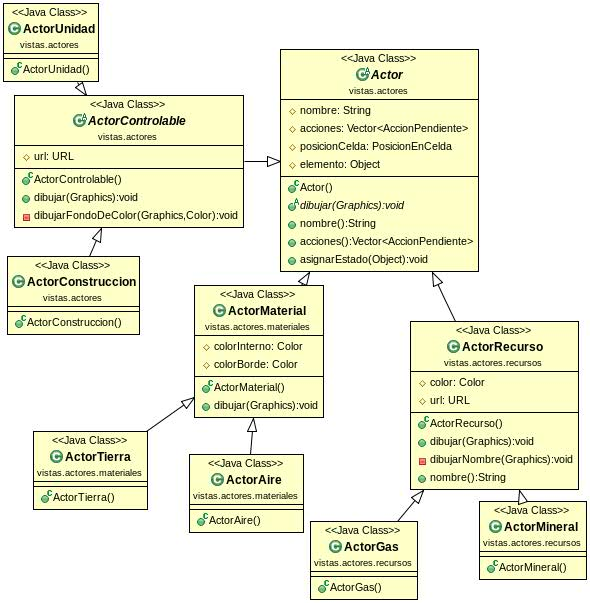 <<Java Class>>
ActorUnidad
vistas.actores
ActorUnidad()
<<Java Class>>
ActorControlable
vistas.actores
url: URL
ActorControlable()
dibujar(Graphics):void
dibujarFondoDeColor(Graphics,Color):void
<<Java Class>>
Actor
vistas.actores
nombre: String
acciones: Vector<AccionPendiente>
posicionCelda: PosicionEnCelda
elemento: Object
Actor()
dibujar(Graphics):void
nombre():String
acciones():Vector<AccionPendiente>
asignarEstado(Object):void
<<Java Class>>
ActorConstruccion
vistas.actores
ActorConstruccion()
<<Java Class>>
ActorMaterial
vistas.actores.materiales
colorInterno: Color
colorBorde: Color
ActorMaterial()
dibujar(Graphics):void
<<Java Class>>
ActorRecurso
vistas.actores.recursos
color: Color
url: URL
ActorRecurso()
dibujar(Graphics):void
dibujarNombre(Graphics):void
nombre():String
<<Java Class>>
ActorTierra
vistas.actores.materiales
ActorTierra()
<<Java Class>>
ActorAire
vistas.actores.materiales
ActorAire()
<<Java Class>>
ActorGas
vistas.actores.recursos
ActorGas()
<<Java Class>>
ActorMineral
vistas.actores.recursos
ActorMineral()